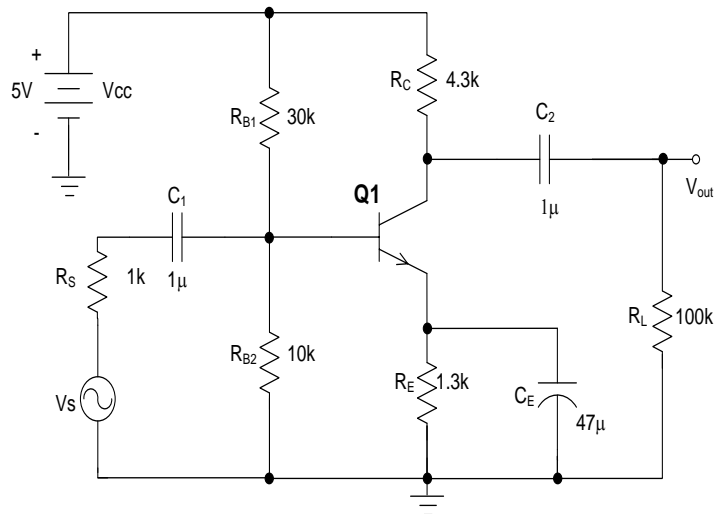 +
5V
Vcc
-
RB1
30k
RC
4.3k
C2
1μ
Vout
Q1
C1
1μ
RS
1k
Vs
RB2
10k
RE
1.3k
CE
47μ
RL
100k